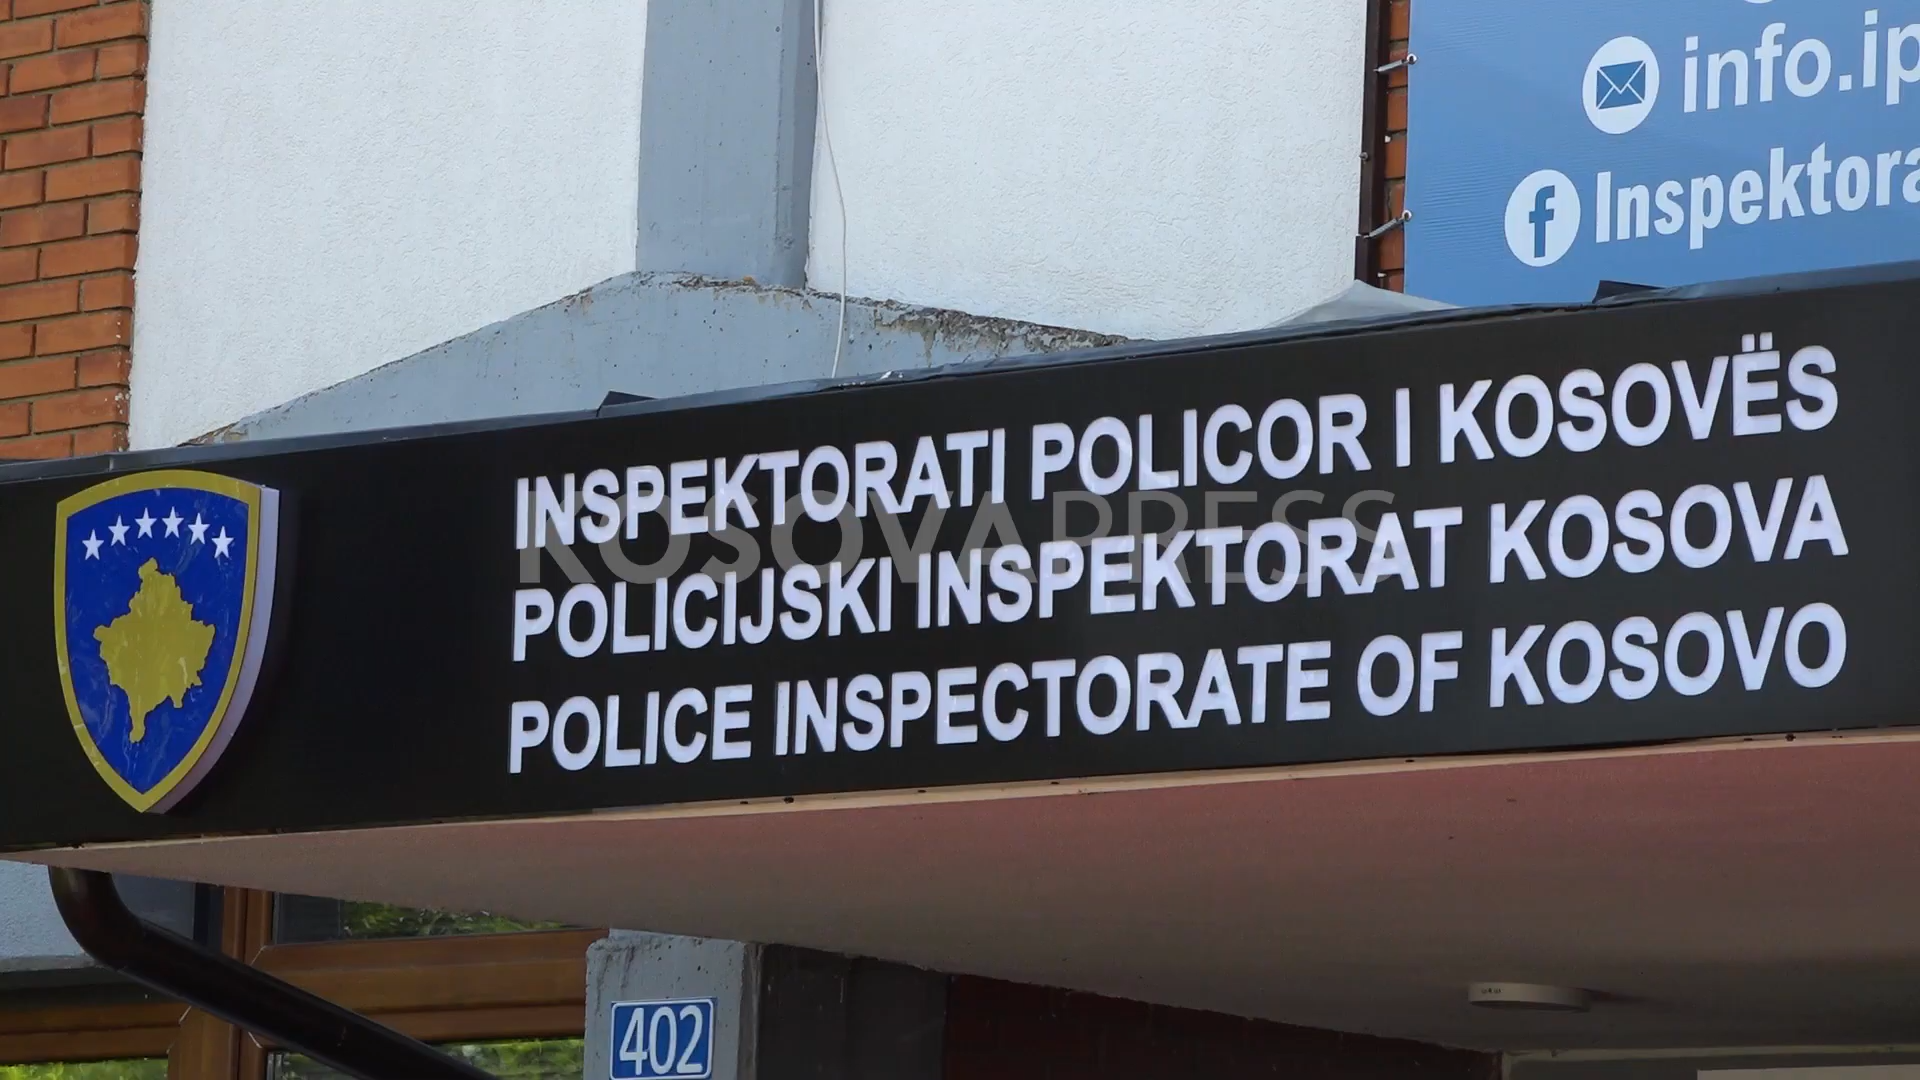 info.ip
Inspektora
INSPEKTORATI POLICOR I KOSOVËS
KOSOVAPRESS
POLICIJSKI INSPEKTORAT KOSOVA
POLICE INSPECTORATE OF KOSOVO
402